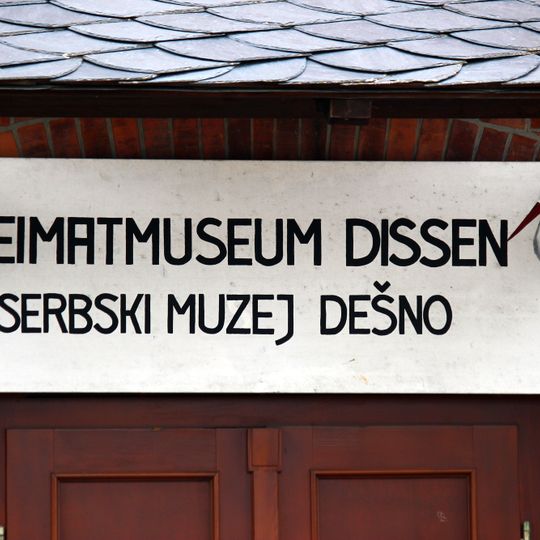 EIMATMUSEUM DISSEN
SERBSKI MUZEJ DEŠNO